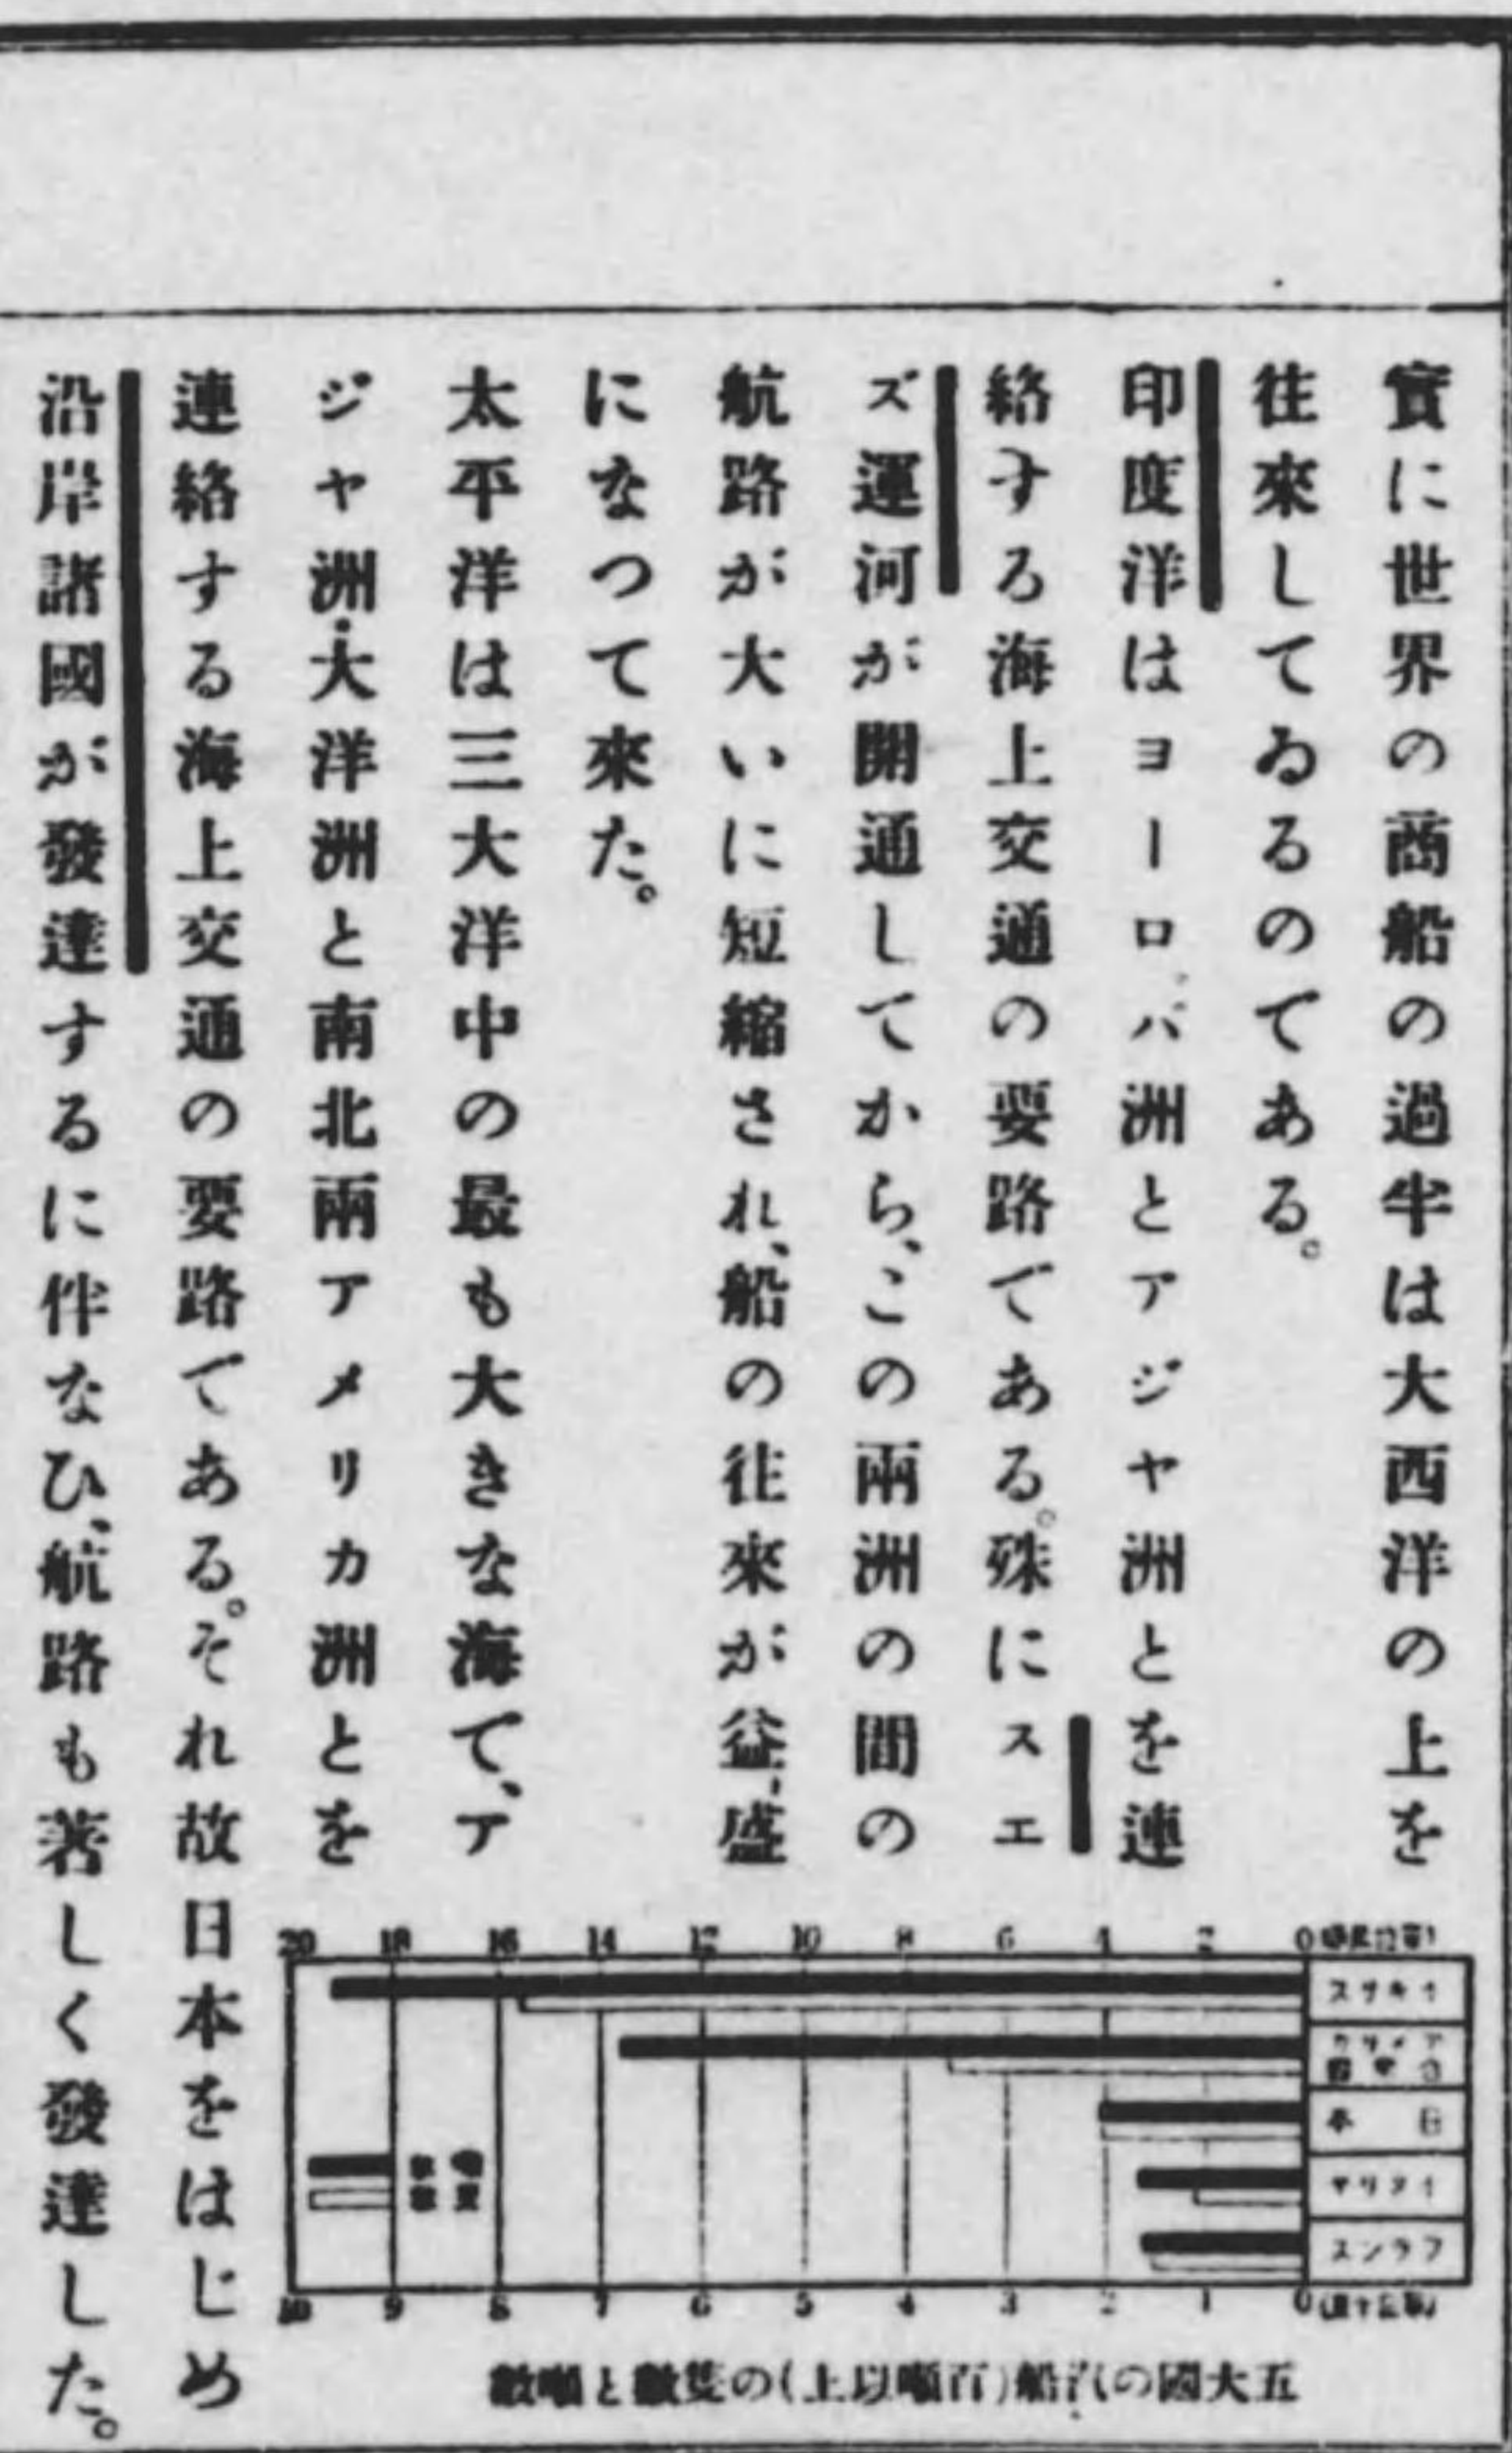 實に世界の商船の過半は大西洋の上を
往來してゐるのである。
印度洋はヨーロッパ洲とアジヤ洲とを連
絡する海上交通の要路である。殊にスエ
ズ運河が開通してから、この兩洲の間の
航路が大いに短縮され、船の往來が益〻盛
になつて來た。
太平洋は三大洋中の最も大きな海で、ア
ジヤ洲・大洋洲と南北兩アメリカ洲とを
連絡する海上交通の要路である。それ故日本をはじめ
沿岸諸國が發達するに伴なひ、航路も著しく發達した。
20 18 16 14 12 10 8 6 4 2 0
スリギイ
カリメア
國衆合
本日
ヤリタイ
スンラフ
數噸
數隻
10 9 8 7 6 5 4 3 2 1 0
數噸と數隻の(上以噸百)船汽の國大五